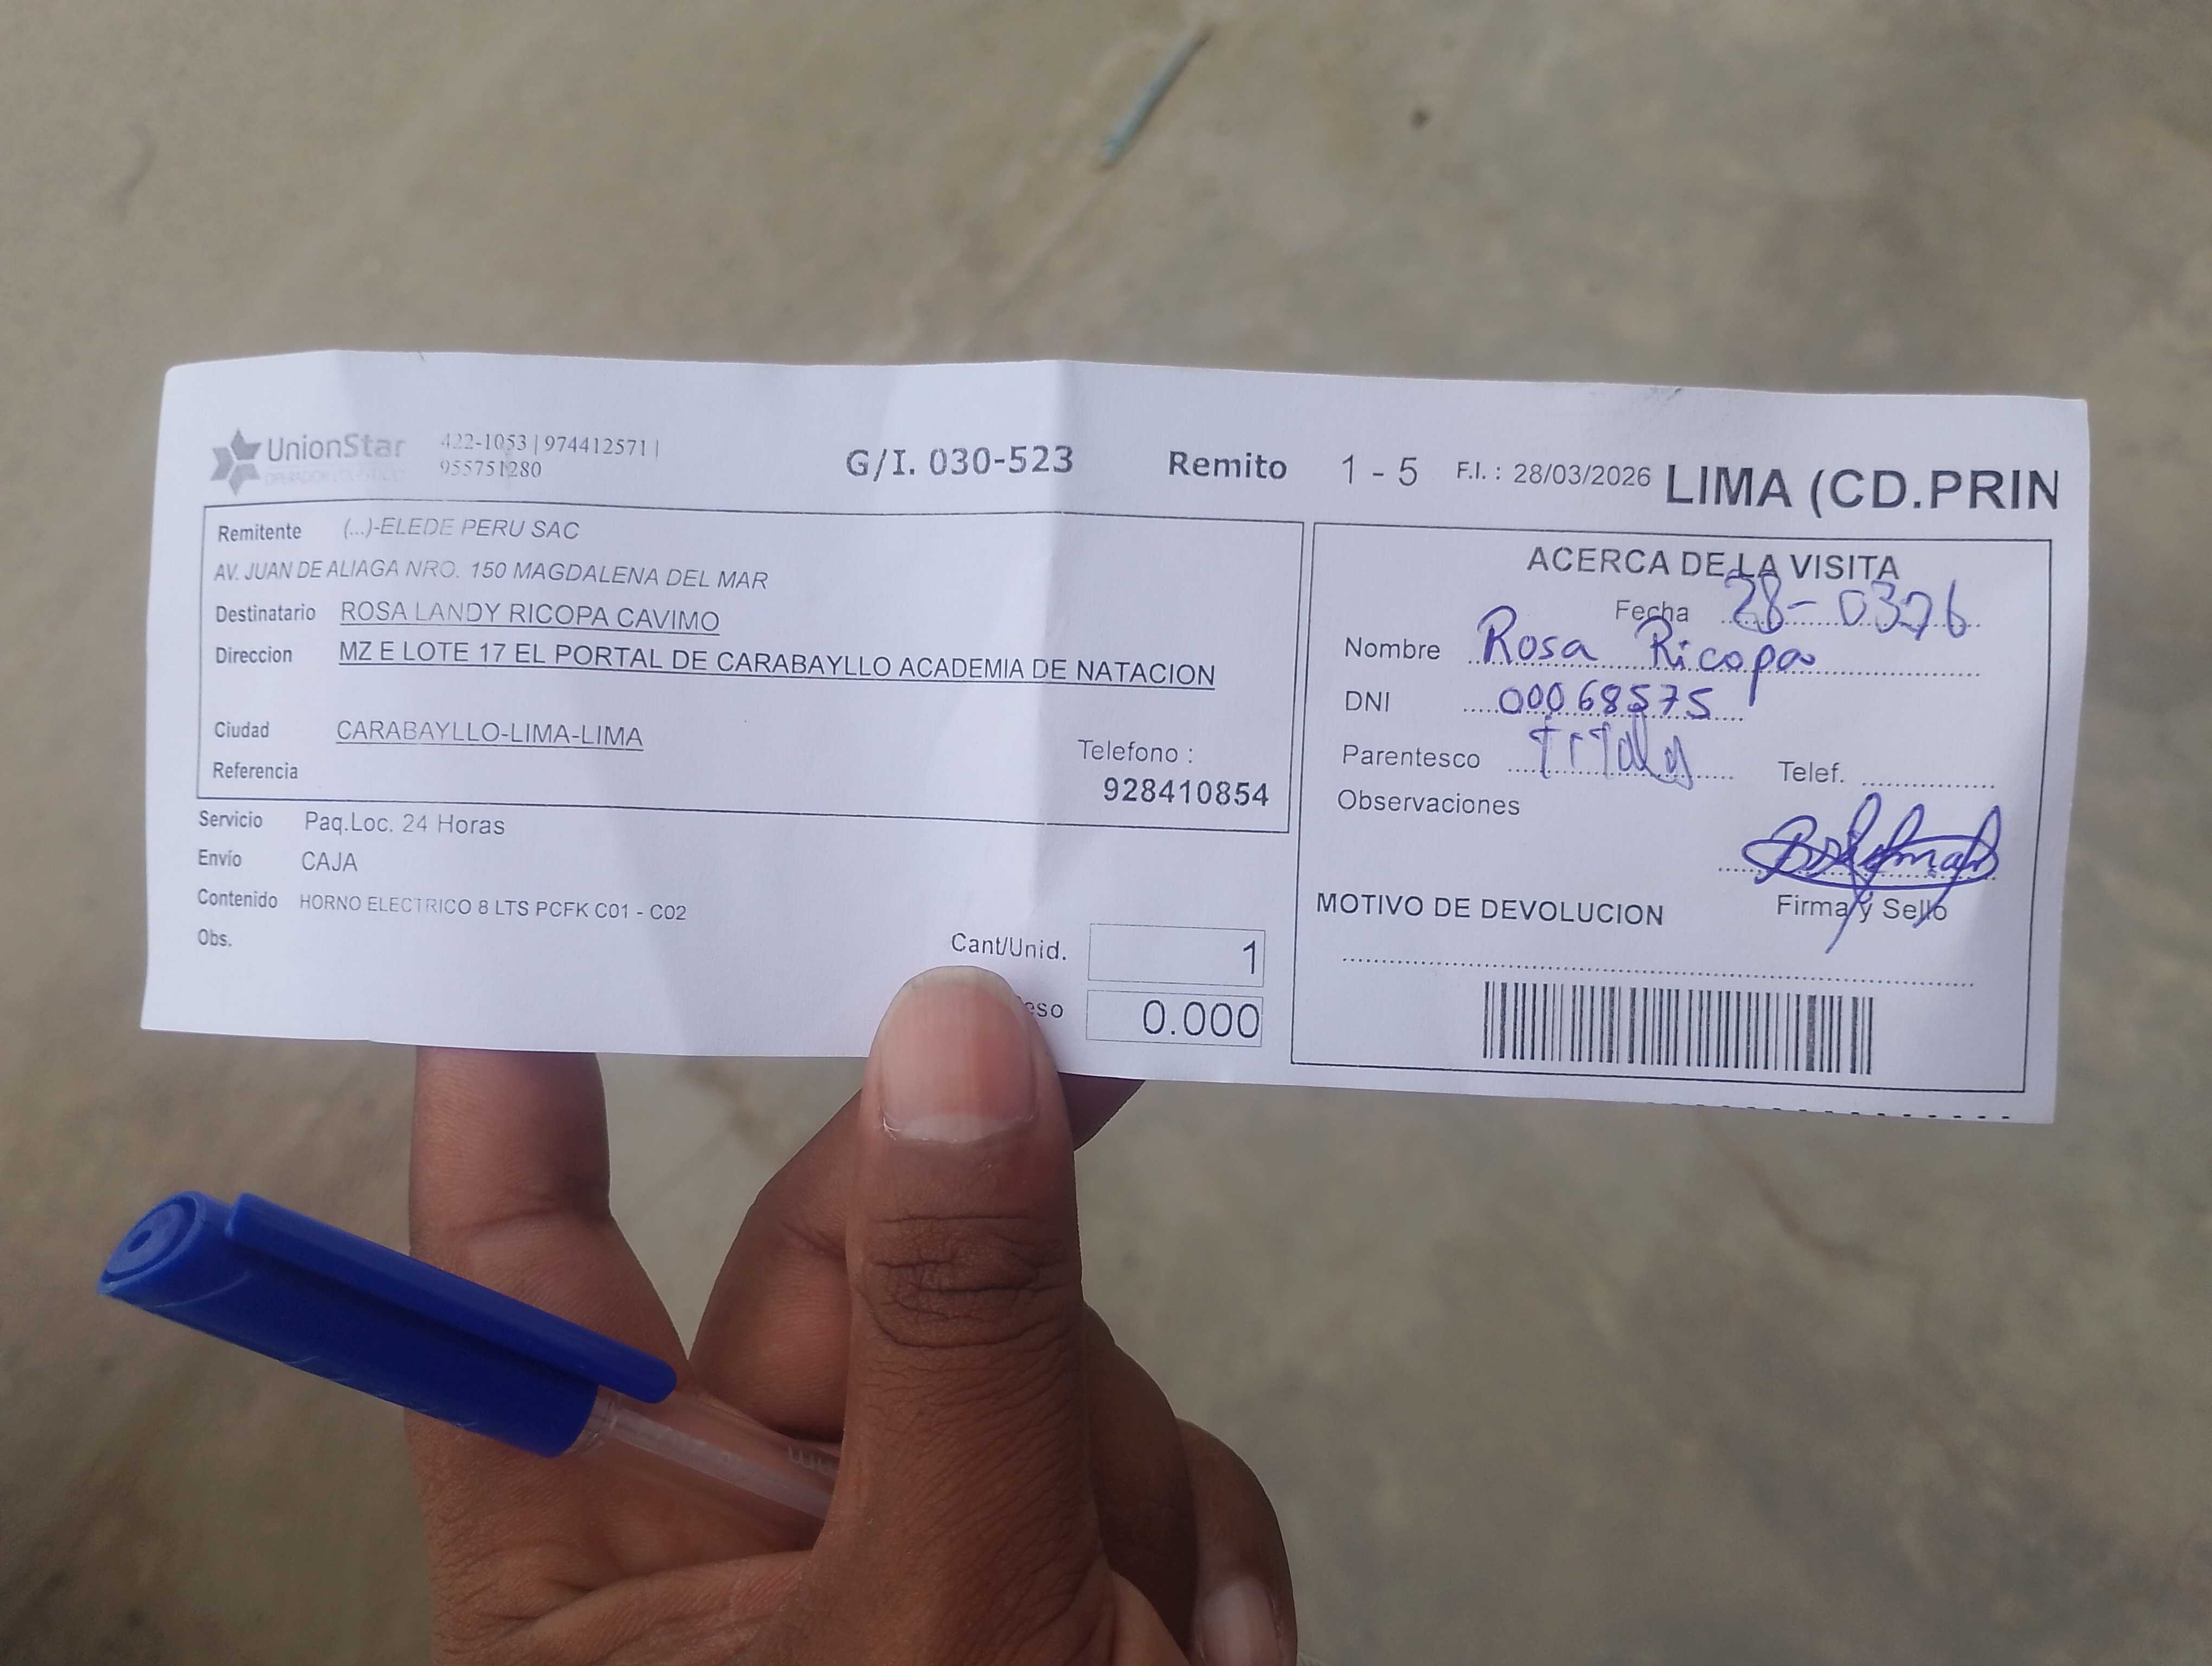 UnionStar
422-1053 | 974412571 |
955751280
G/I. 030-523 Remito 1 - 5 F.I. : 28/03/2026 LIMA (CD.PRIN
Remitente (...)-ELEDE PERU SAC
AV. JUAN DE ALIAGA NRO. 150 MAGDALENA DEL MAR
Destinatario ROSA LANDY RICOPA CAVIMO
Direccion MZ E LOTE 17 EL PORTAL DE CARABAYLLO ACADEMIA DE NATACION
Ciudad CARABAYLLO-LIMA-LIMA
Telefono :
Referencia
928410854
Servicio Paq.Loc. 24 Horas
Envío CAJA
Contenido HORNO ELECTRICO 8 LTS PCFK C01 - C02
Obs.
Cant/Unid. 1
eso 0.000
ACERCA DE LA VISITA
Fecha 28-0326
Nombre Rosa Ricopa
DNI 00068575
Parentesco Telef.
Observaciones
Firma y Sello
MOTIVO DE DEVOLUCION